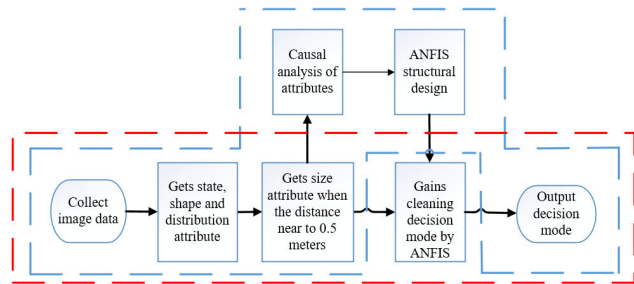 Causal
analysis of
attributes
ANFIS
structural
design
Collect
image data
Gets state,
shape and
distribution
attribute
Gets size
attribute when
the distance
near to 0.5
meters
Gains
cleaning
decision
mode by
ANFIS
Output
decision
mode